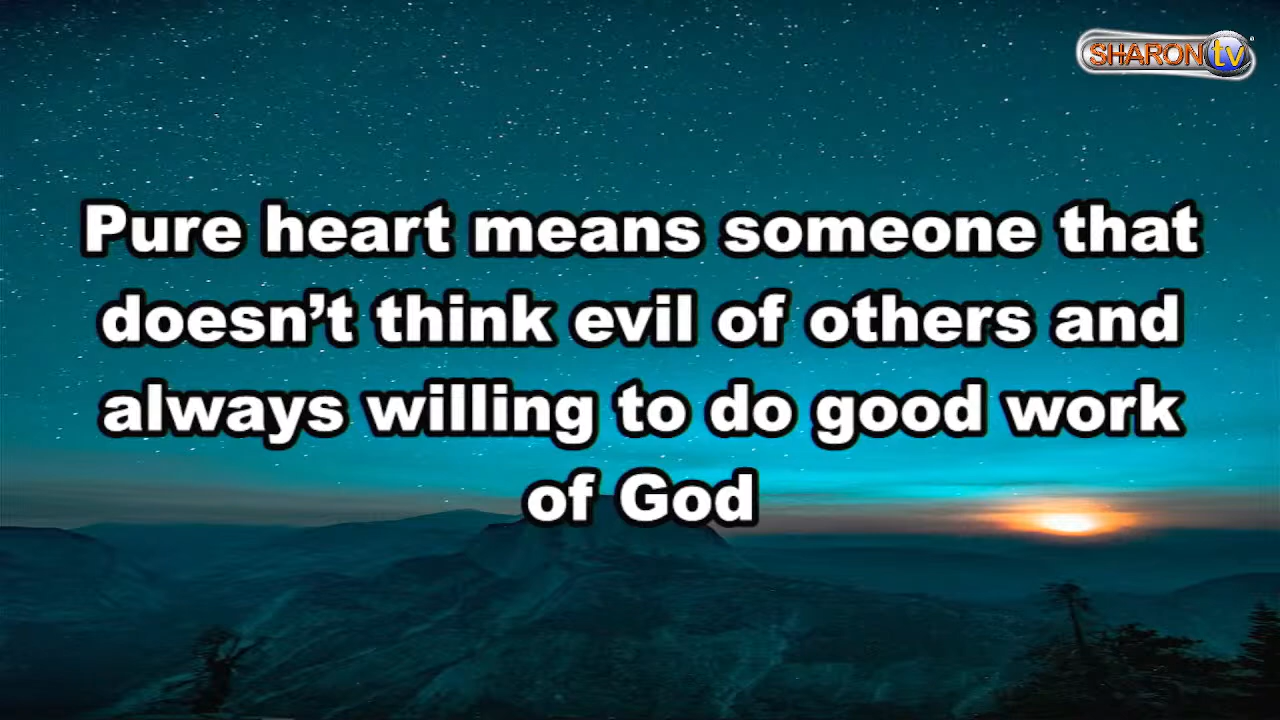 SHARON tv
Pure heart means someone that
doesn’t think evil of others and
always willing to do good work
of God